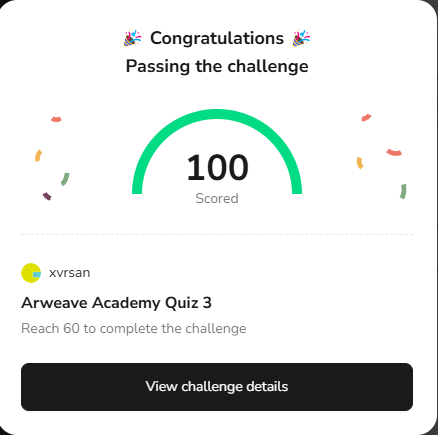 🎉 Congratulations 🎉
Passing the challenge
100
Scored
xvrsan
Arweave Academy Quiz 3
Reach 60 to complete the challenge
View challenge details